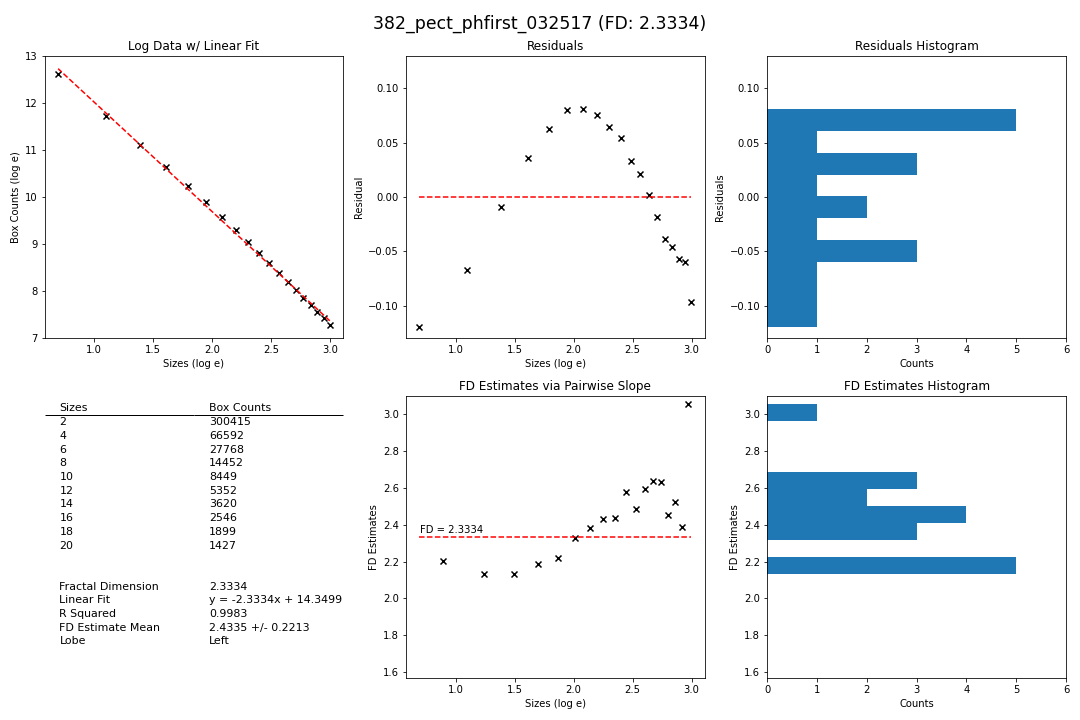 382_pect_phfirst_032517 (FD: 2.3334)
Log Data w/ Linear Fit
13
12
11
10
9
8
7
Box Counts (log e)
1.0 1.5 2.0 2.5 3.0
Sizes (log e)
Residuals
0.10
0.05
0.00
−0.05
−0.10
Residual
1.0 1.5 2.0 2.5 3.0
Sizes (log e)
Residuals Histogram
0.10
0.05
0.00
−0.05
−0.10
Residuals
0 1 2 3 4 5 6
Counts
Sizes Box Counts
2 300415
4 66592
6 27768
8 14452
10 8449
12 5352
14 3620
16 2546
18 1899
20 1427
Fractal Dimension 2.3334
Linear Fit y = -2.3334x + 14.3499
R Squared 0.9983
FD Estimate Mean 2.4335 +/- 0.2213
Lobe Left
FD Estimates via Pairwise Slope
3.0
2.8
2.6
2.4
2.2
2.0
1.8
1.6
FD Estimates
FD = 2.3334
1.0 1.5 2.0 2.5 3.0
Sizes (log e)
FD Estimates Histogram
3.0
2.8
2.6
2.4
2.2
2.0
1.8
1.6
FD Estimates
0 1 2 3 4 5 6
Counts